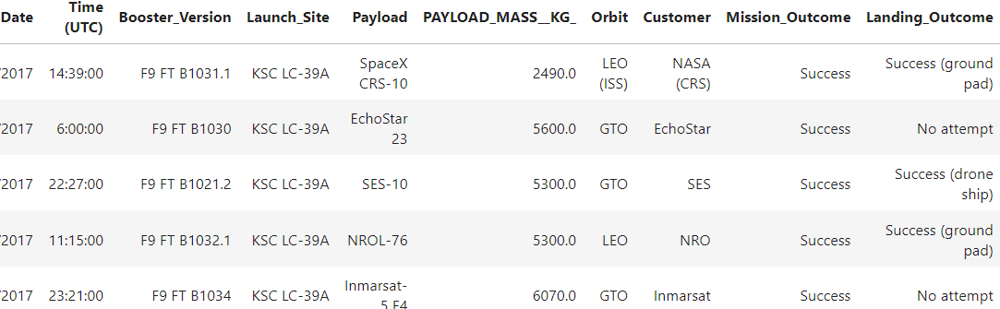 Date Time (UTC) Booster_Version Launch_Site Payload PAYLOAD_MASS__KG_ Orbit Customer Mission_Outcome Landing_Outcome
/2017 14:39:00 F9 FT B1031.1 KSC LC-39A SpaceX CRS-10 2490.0 LEO (ISS) NASA (CRS) Success Success (ground pad)
/2017 6:00:00 F9 FT B1030 KSC LC-39A EchoStar 23 5600.0 GTO EchoStar Success No attempt
/2017 22:27:00 F9 FT B1021.2 KSC LC-39A SES-10 5300.0 GTO SES Success Success (drone ship)
/2017 11:15:00 F9 FT B1032.1 KSC LC-39A NROL-76 5300.0 LEO NRO Success Success (ground pad)
/2017 23:21:00 F9 FT B1034 KSC LC-39A Inmarsat-5 F4 6070.0 GTO Inmarsat Success No attempt